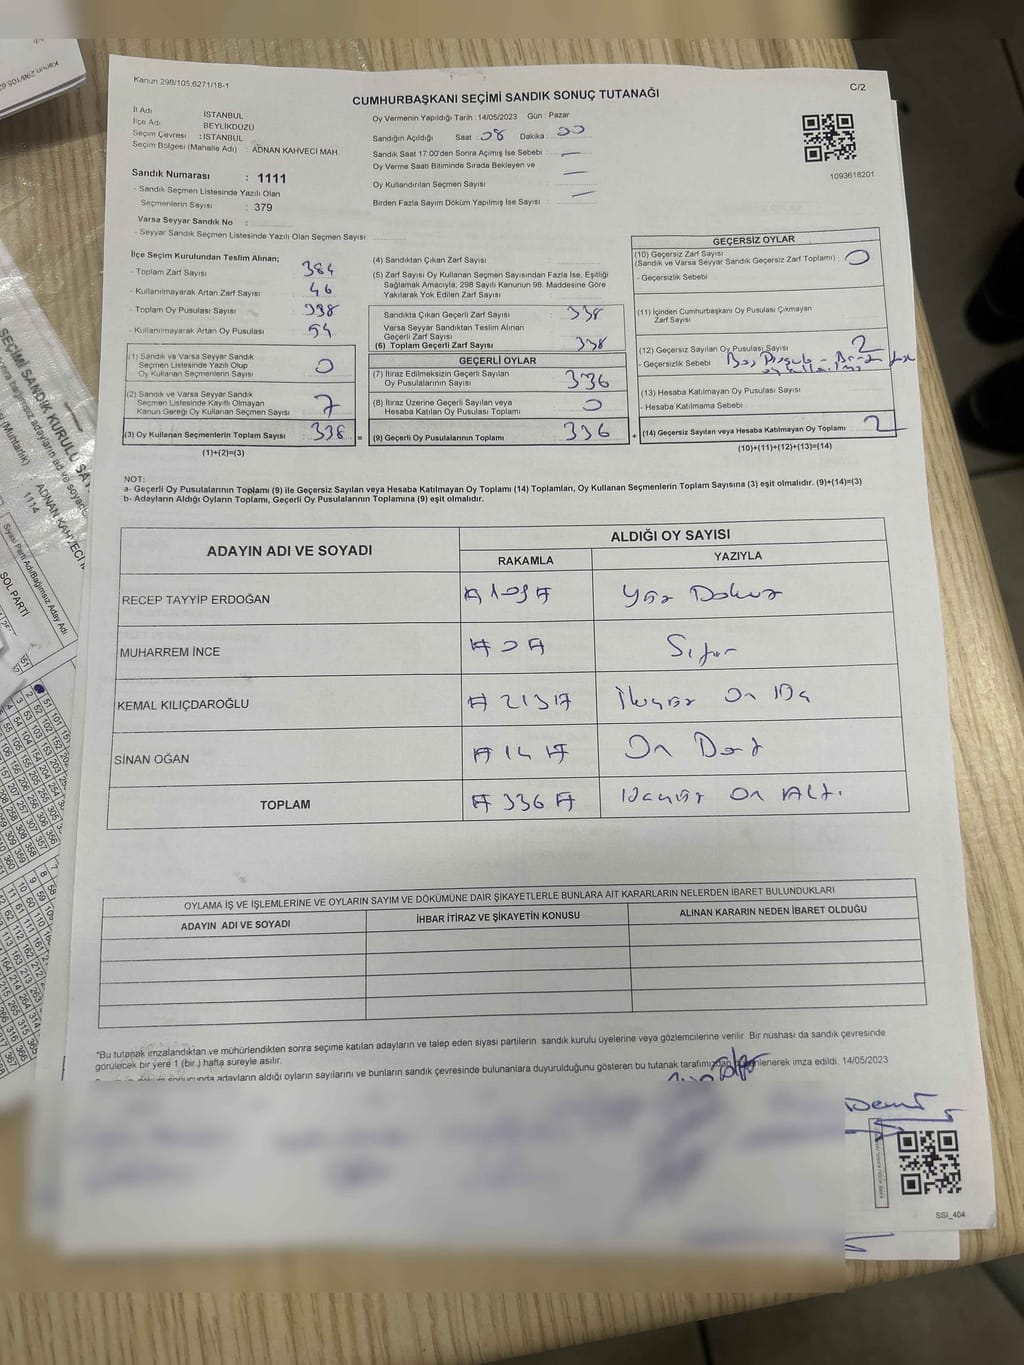 Kanun 298/105,6271/18-1
C/2
CUMHURBAŞKANI SEÇİMİ SANDIK SONUÇ TUTANAĞI
İl Adı : İSTANBUL
İlçe Adı : BEYLİKDÜZÜ
Seçim Çevresi : İSTANBUL
Seçim Bölgesi (Mahalle Adı) : ADNAN KAHVECİ MAH.
Sandık Numarası : 1111
- Sandık Seçmen Listesinde Yazılı Olan
Seçmenlerin Sayısı : 379
Varsa Seyyar Sandık No :
- Seyyar Sandık Seçmen Listesinde Yazılı Olan Seçmen Sayısı:
Oy Vermenin Yapıldığı Tarih : 14/05/2023 Gün : Pazar
Sandığın Açıldığı Saat : 08 Dakika : 00
Sandık Saat 17:00'den Sonra Açımış İse Sebebi : —
Oy Verme Saati Bitiminde Sırada Bekleyen ve
Oy Kullandırılan Seçmen Sayısı : —
Birden Fazla Sayım Döküm Yapılmış İse Sayısı : —
1093618201
İlçe Seçim Kurulundan Teslim Alınan;
- Toplam Zarf Sayısı : 384
- Kullanılmayarak Artan Zarf Sayısı : 46
- Toplam Oy Pusulası Sayısı :
- Kullanılmayarak Artan Oy Pusulası : 54
(1) Sandık ve Varsa Seyyar Sandık
Seçmen Listesinde Yazılı Olup
Oy Kullanan Seçmenlerin Sayısı : 0
(2) Sandık ve Varsa Seyyar Sandık
Seçmen Listesinde Kayıtlı Olmayan
Kanun Gereği Oy Kullanan Seçmen Sayısı : 7
(3) Oy Kullanan Seçmenlerin Toplam Sayısı : 338
(1)+(2)=(3)
(4) Sandıktan Çıkan Zarf Sayısı :
(5) Zarf Sayısı Oy Kullanan Seçmen Sayısından Fazla İse, Eşitliği
Sağlamak Amacıyla; 298 Sayılı Kanunun 98. Maddesine Göre
Yakılarak Yok Edilen Zarf Sayısı :
Sandıkta Çıkan Geçerli Zarf Sayısı : 338
Varsa Seyyar Sandıktan Teslim Alınan
Geçerli Zarf Sayısı :
(6) Toplam Geçerli Zarf Sayısı : 338
GEÇERLİ OYLAR
(7) İtiraz Edilmeksizin Geçerli Sayılan
Oy Pusulalarının Sayısı : 336
(8) İtiraz Üzerine Geçerli Sayılan veya
Hesaba Katılan Oy Pusulası Toplamı : 0
= (9) Geçerli Oy Pusulalarının Toplamı : 336
GEÇERSİZ OYLAR
(10) Geçersiz Zarf Sayısı
(Sandık ve Varsa Seyyar Sandık Geçersiz Zarf Toplamı) : 0
- Geçersizlik Sebebi :
(11) İçinden Cumhurbaşkanı Oy Pusulası Çıkmayan
Zarf Sayısı :
(12) Geçersiz Sayılan Oy Pusulası Sayısı : 2
- Geçersizlik Sebebi : Boş Pusula -
(13) Hesaba Katılmayan Oy Pusulası Sayısı :
- Hesaba Katılmama Sebebi :
+ (14) Geçersiz Sayılan veya Hesaba Katılmayan Oy Toplamı : 2
(10)+(11)+(12)+(13)=(14)
NOT:
a- Geçerli Oy Pusulalarının Toplamı (9) ile Geçersiz Sayılan veya Hesaba Katılmayan Oy Toplamı (14) Toplamları, Oy Kullanan Seçmenlerin Toplam Sayısına (3) eşit olmalıdır. (9)+(14)=(3)
b- Adayların Aldığı Oyların Toplamı, Geçerli Oy Pusulalarının Toplamına (9) eşit olmalıdır.
ADAYIN ADI VE SOYADI
ALDIĞI OY SAYISI
RAKAMLA YAZIYLA
RECEP TAYYİP ERDOĞAN # 109 # Yüz Dokuz
MUHARREM İNCE # 0 # Sıfır
KEMAL KILIÇDAROĞLU # 213 # İkiyüz On
SİNAN OĞAN # 14 # On Dört
TOPLAM # 336 # On Altı
OYLAMA İŞ VE İŞLEMLERİNE VE OYLARIN SAYIM VE DÖKÜMÜNE DAİR ŞİKAYETLERLE BUNLARA AİT KARARLARIN NELERDEN İBARET BULUNDUKLARI
ADAYIN ADI VE SOYADI İHBAR İTİRAZ VE ŞİKAYETİN KONUSU ALINAN KARARIN NEDEN İBARET OLDUĞU
*Bu tutanak imzalandıktan ve mühürlendikten sonra seçime katılan adayların ve talep eden siyasi partilerin sandık kurulu üyelerine veya gözlemcilerine verilir. Bir nüshası da sandık çevresinde
görülecek bir yere 1 (bir) hafta süreyle asılır.
sonucunda adayların aldığı oyların sayılarını ve bunların sandık çevresinde bulunanlara duyurulduğunu gösteren bu tutanak tarafımızdan düzenlenerek imza edildi. 14/05/2023
SSI_404
SEÇİMİ SANDIK KURULU
ADNAN KAHVECİ
1114
Siyasi Parti Adı/Bağımsız Aday Adı
SOL PARTİ